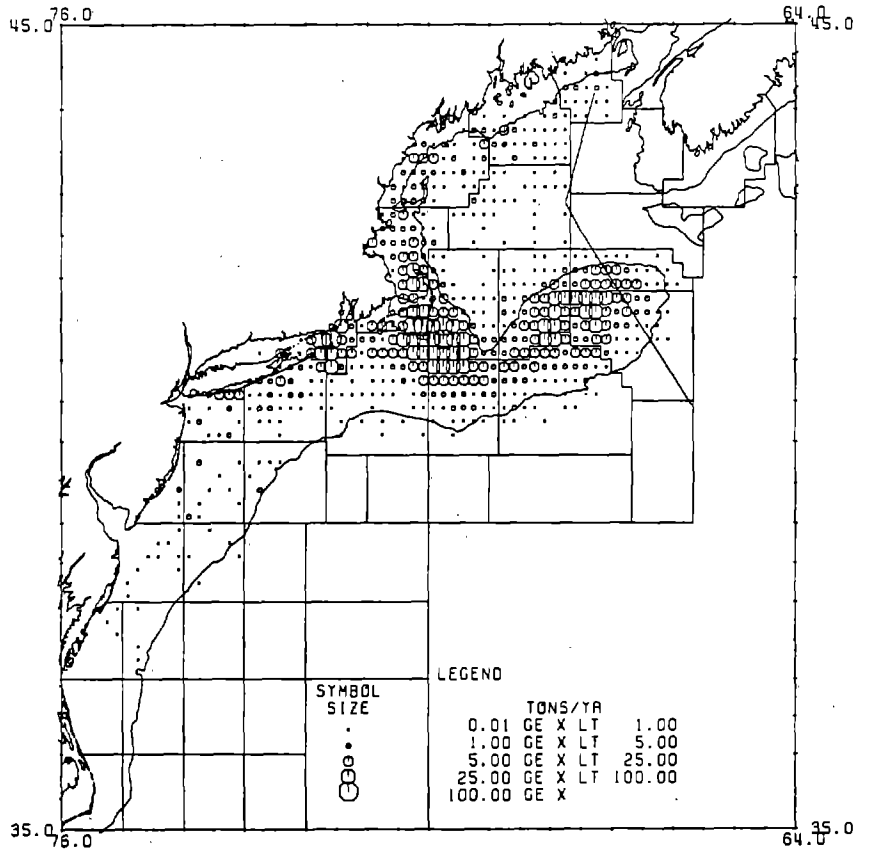 76.0 64.0
45.0 45.0
LEGEND
SYMBOL TONS/YR
SIZE
0.01 GE X LT 1.00
1.00 GE X LT 5.00
5.00 GE X LT 25.00
25.00 GE X LT 100.00
100.00 GE X
35.0 35.0
76.0 64.0